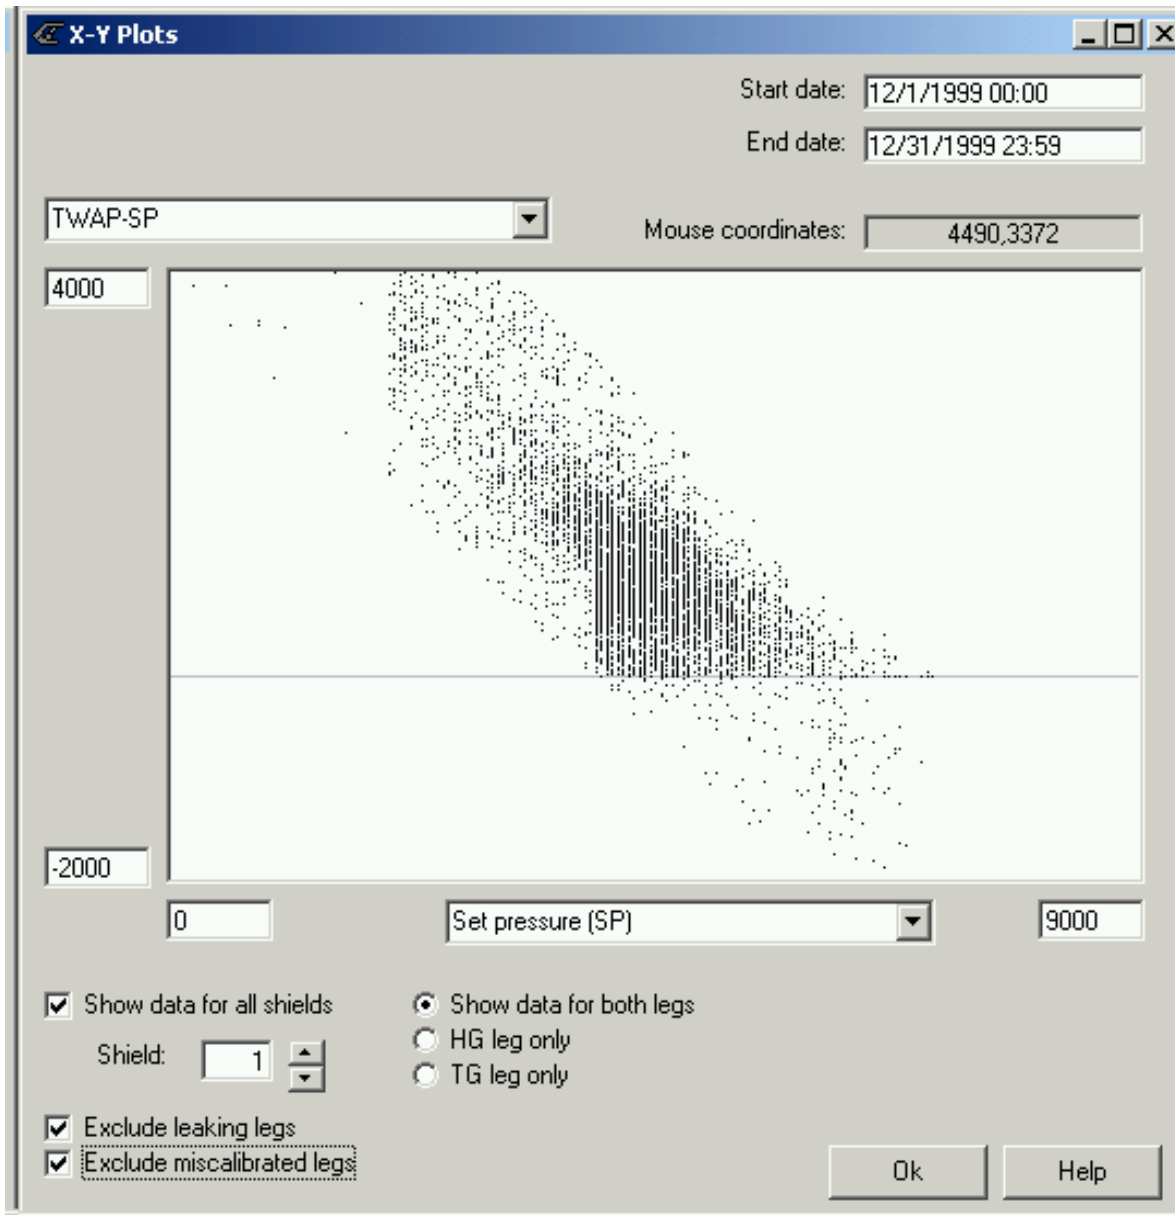 X-Y Plots
Start date: 12/1/1999 00:00
End date: 12/31/1999 23:59
TWAP-SP
Mouse coordinates: 4490,3372
4000
-2000
0 Set pressure (SP) 9000
Show data for all shields
Shield: 1
Show data for both legs
HG leg only
TG leg only
Exclude leaking legs
Exclude miscalibrated legs
Ok Help